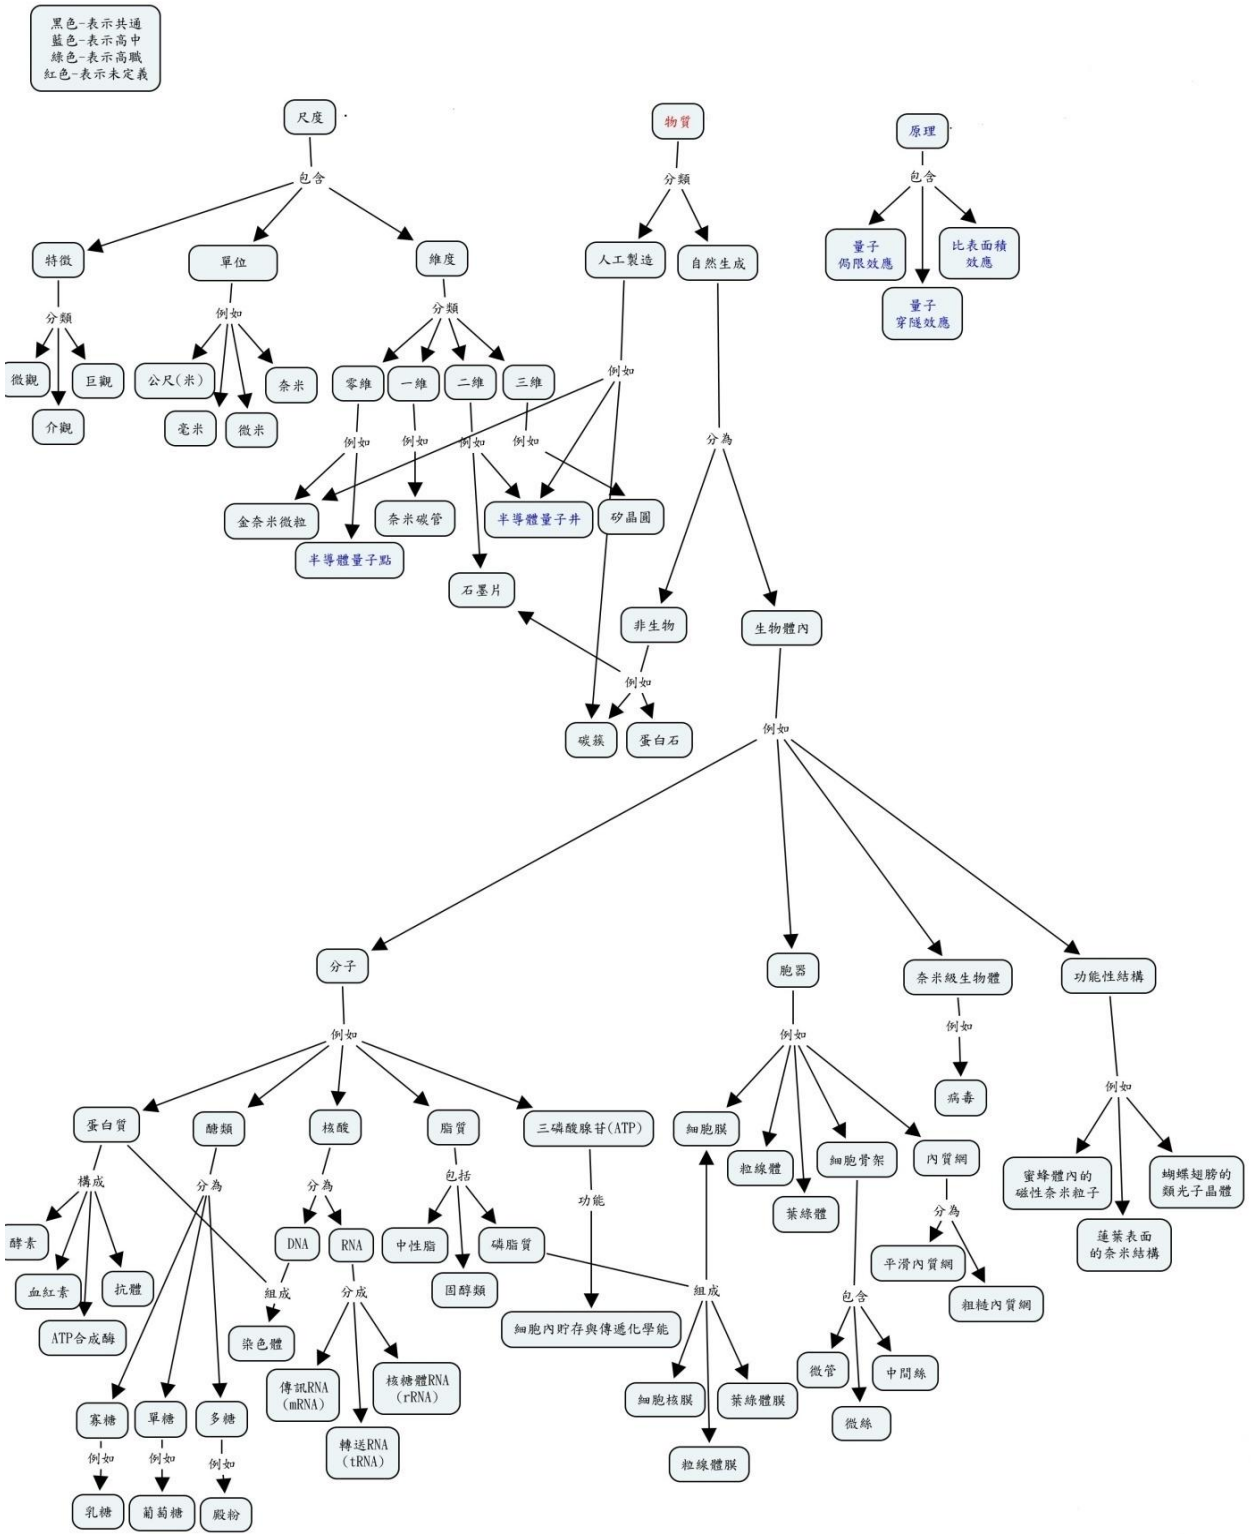 黑色-表示共通
藍色-表示高中
綠色-表示高職
紅色-表示未定義
尺度
物質
原理
包含
分類
包含
特徵
單位
維度
人工製造
自然生成
量子
侷限效應
比表面積
效應
量子
穿隧效應
分類
例如
分類
微觀
巨觀
介觀
公尺(米)
奈米
毫米
微米
零維
一維
二維
三維
例如
例如
例如
例如
例如
分為
金奈米微粒
奈米碳管
半導體量子井
矽晶圓
半導體量子點
石墨片
非生物
生物體內
例如
例如
碳簇
蛋白石
分子
胞器
奈米級生物體
功能性結構
例如
例如
例如
例如
病毒
蛋白質
醣類
核酸
脂質
三磷酸腺苷(ATP)
細胞膜
粒線體
葉綠體
細胞骨架
內質網
蜜蜂體內的
磁性奈米粒子
蝴蝶翅膀的
類光子晶體
蓮葉表面
的奈米結構
構成
分為
分為
包括
功能
分為
酵素
血紅素
抗體
ATP合成酶
DNA
RNA
中性脂
固醇類
磷脂質
平滑內質網
粗糙內質網
組成
分成
組成
包含
染色體
細胞內貯存與傳遞化學能
傳訊RNA
(mRNA)
核糖體RNA
(rRNA)
轉送RNA
(tRNA)
細胞核膜
葉綠體膜
粒線體膜
微管
中間絲
微絲
寡糖
單糖
多糖
例如
例如
例如
乳糖
葡萄糖
殿粉